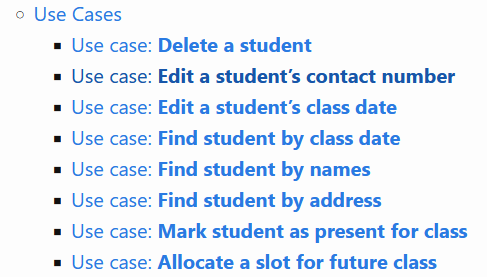 Use Cases
Use case: Delete a student
Use case: Edit a student’s contact number
Use case: Edit a student’s class date
Use case: Find student by class date
Use case: Find student by names
Use case: Find student by address
Use case: Mark student as present for class
Use case: Allocate a slot for future class